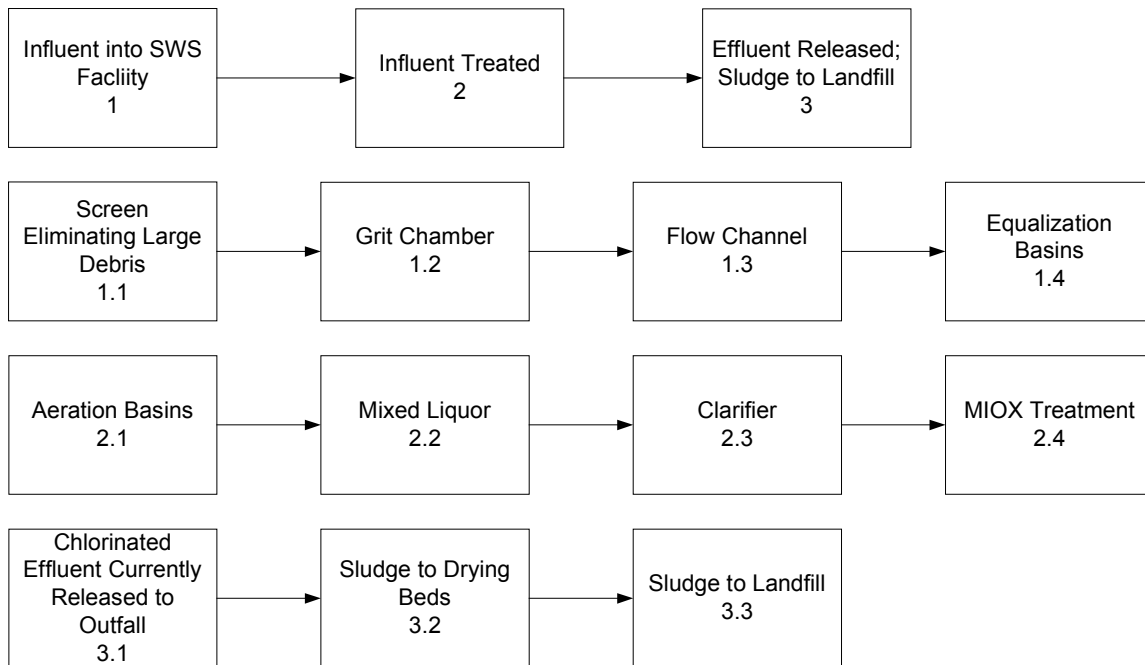 Influent into SWS
Facliity
1
Influent Treated
2
Effluent Released;
Sludge to Landfill
3
Screen
Eliminating Large
Debris
1.1
Grit Chamber
1.2
Flow Channel
1.3
Equalization
Basins
1.4
Aeration Basins
2.1
Mixed Liquor
2.2
Clarifier
2.3
MIOX Treatment
2.4
Chlorinated
Effluent Currently
Released to
Outfall
3.1
Sludge to Drying
Beds
3.2
Sludge to Landfill
3.3